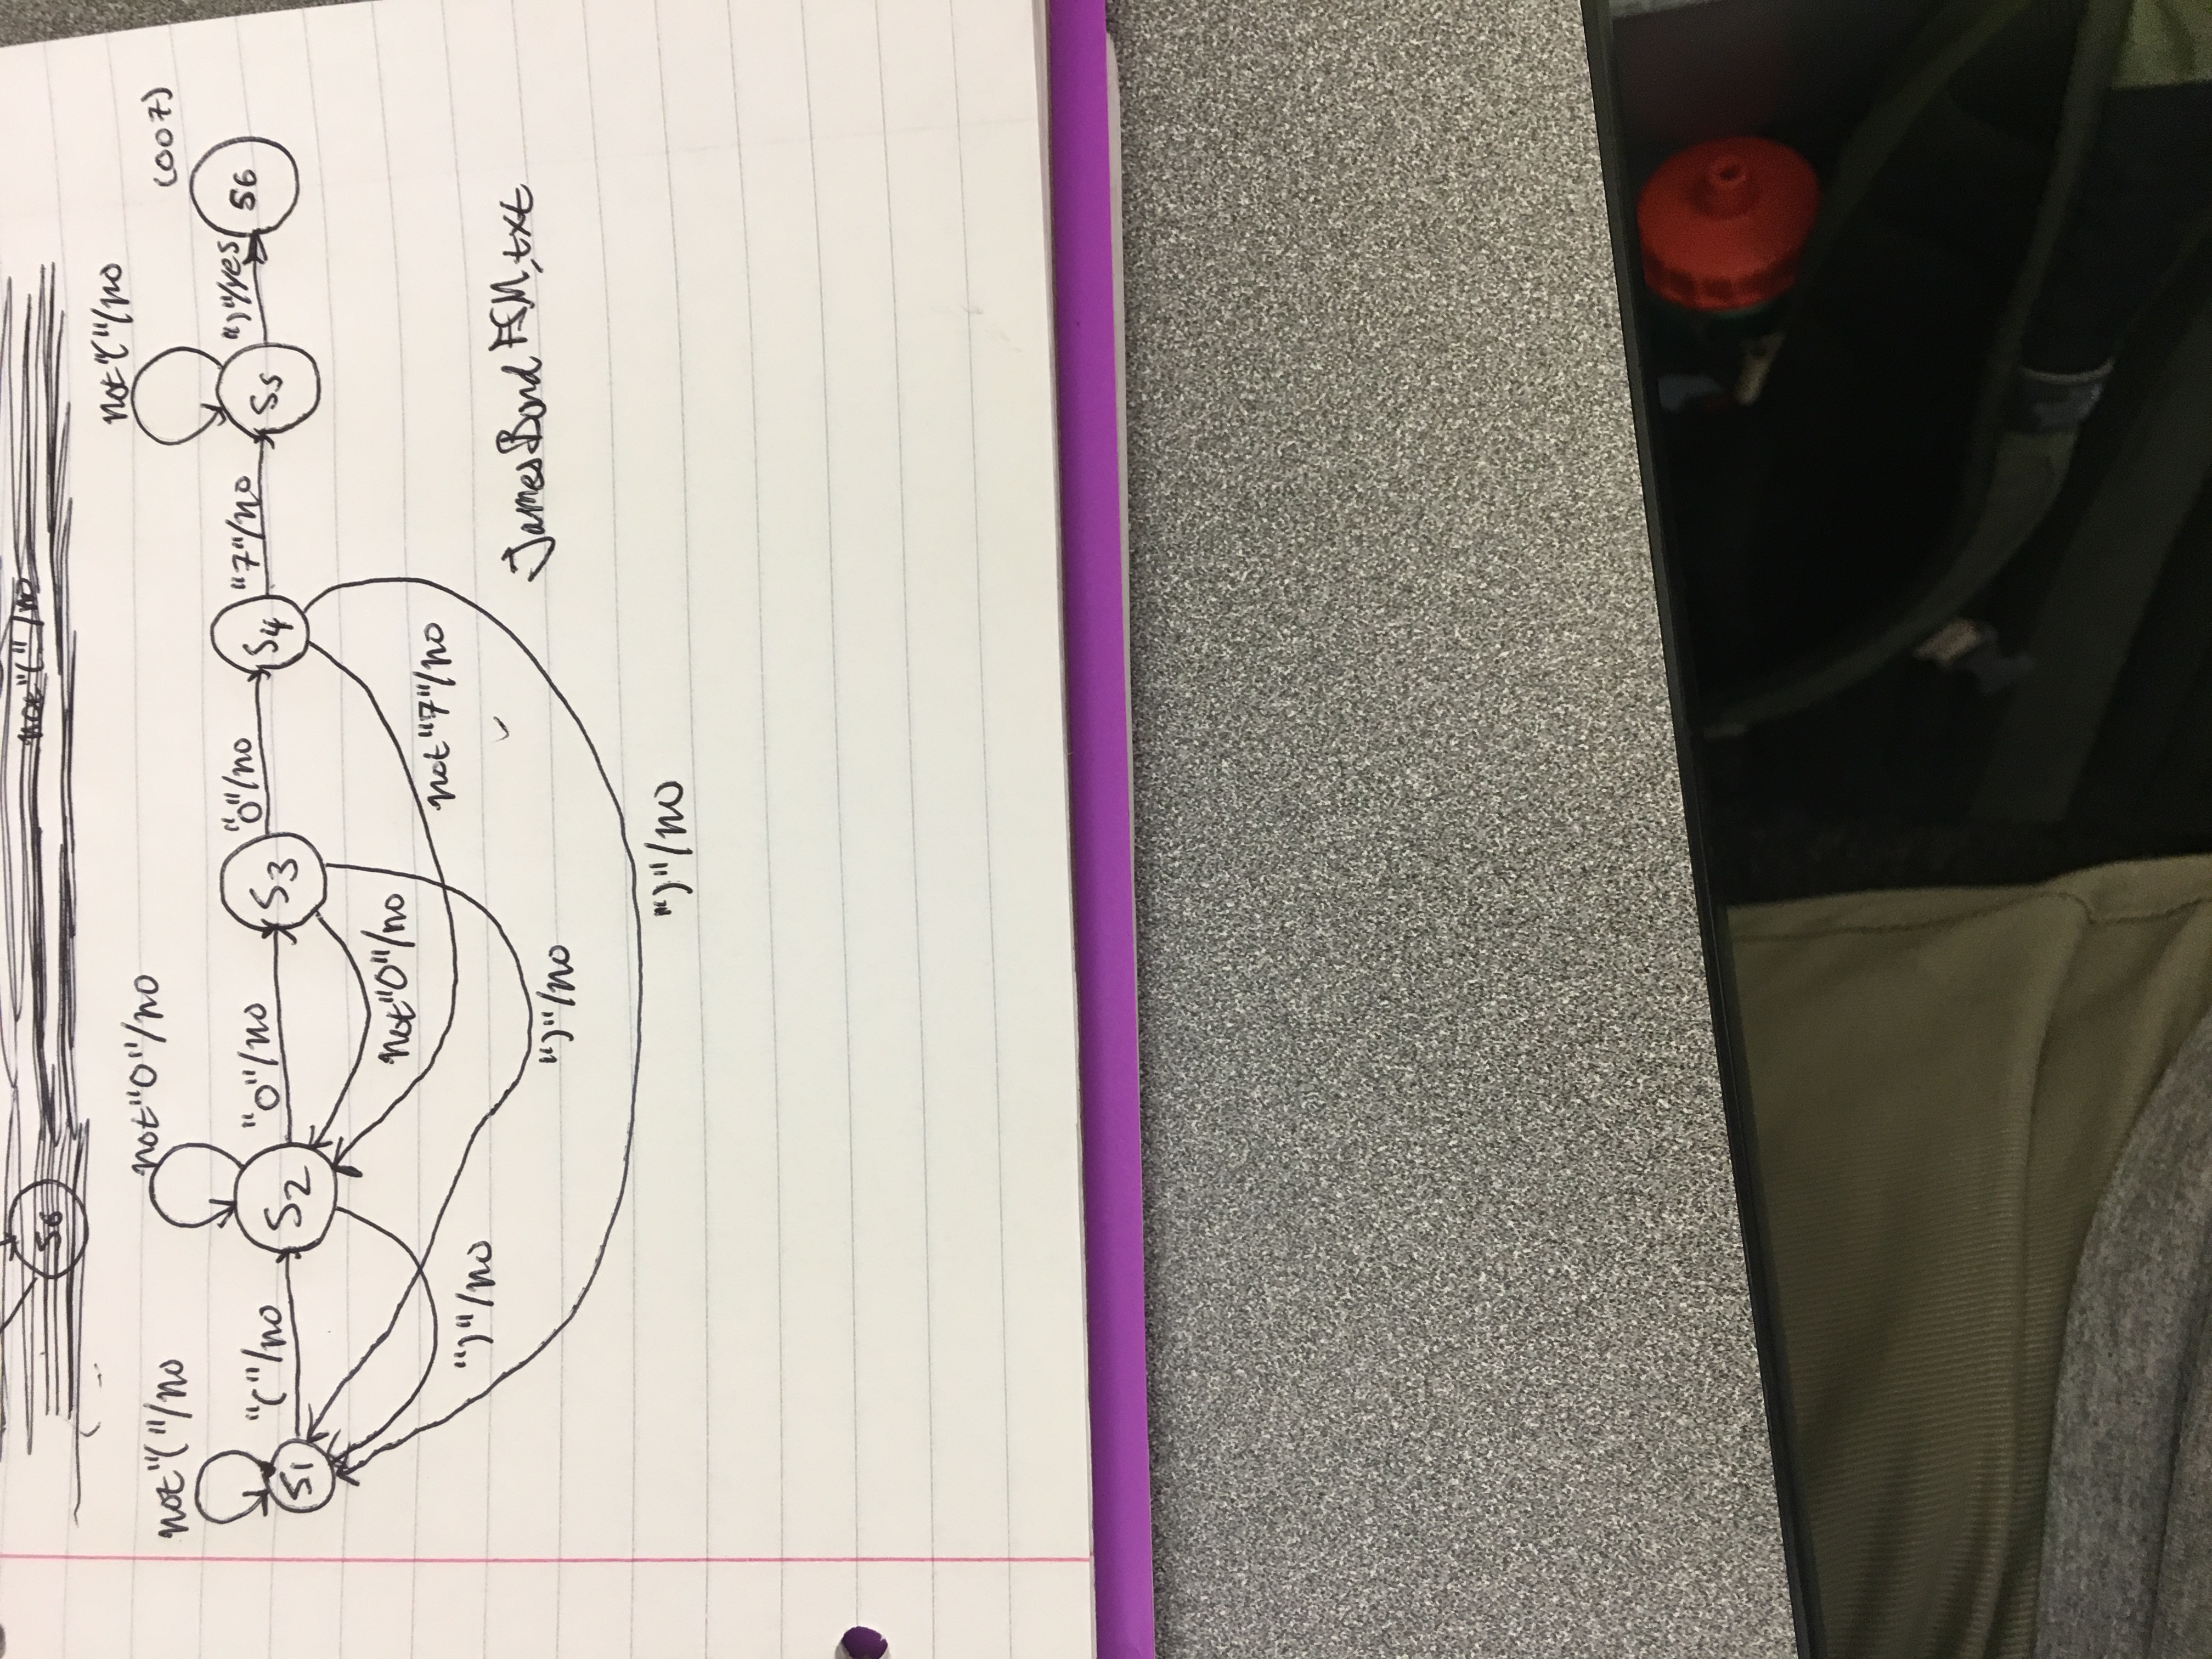 S6
not "(" /no
not "(" /no
not "0" /no
not "(" /no
(007)
S1
"(" /no
S2
"0" /no
S3
"0" /no
S4
"7" /no
S5
")" /yes
S6
not "0" /no
not "7" /no
")" /no
")" /no
")" /no
JamesBond FSM.txt